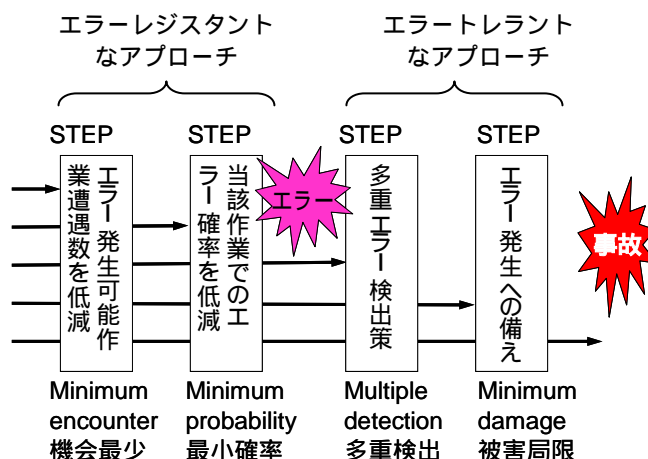 エラーレジスタント
なアプローチ
エラートレラント
なアプローチ
STEP
STEP
STEP
STEP
エラー発生可能作
業遭遇数を低減
当該作業でのエ
ラー確率を低減
エラー
多重エラー検出策
エラー発生への備え
事故
Minimum
encounter
機会最少
Minimum
probability
最小確率
Multiple
detection
多重検出
Minimum
damage
被害局限